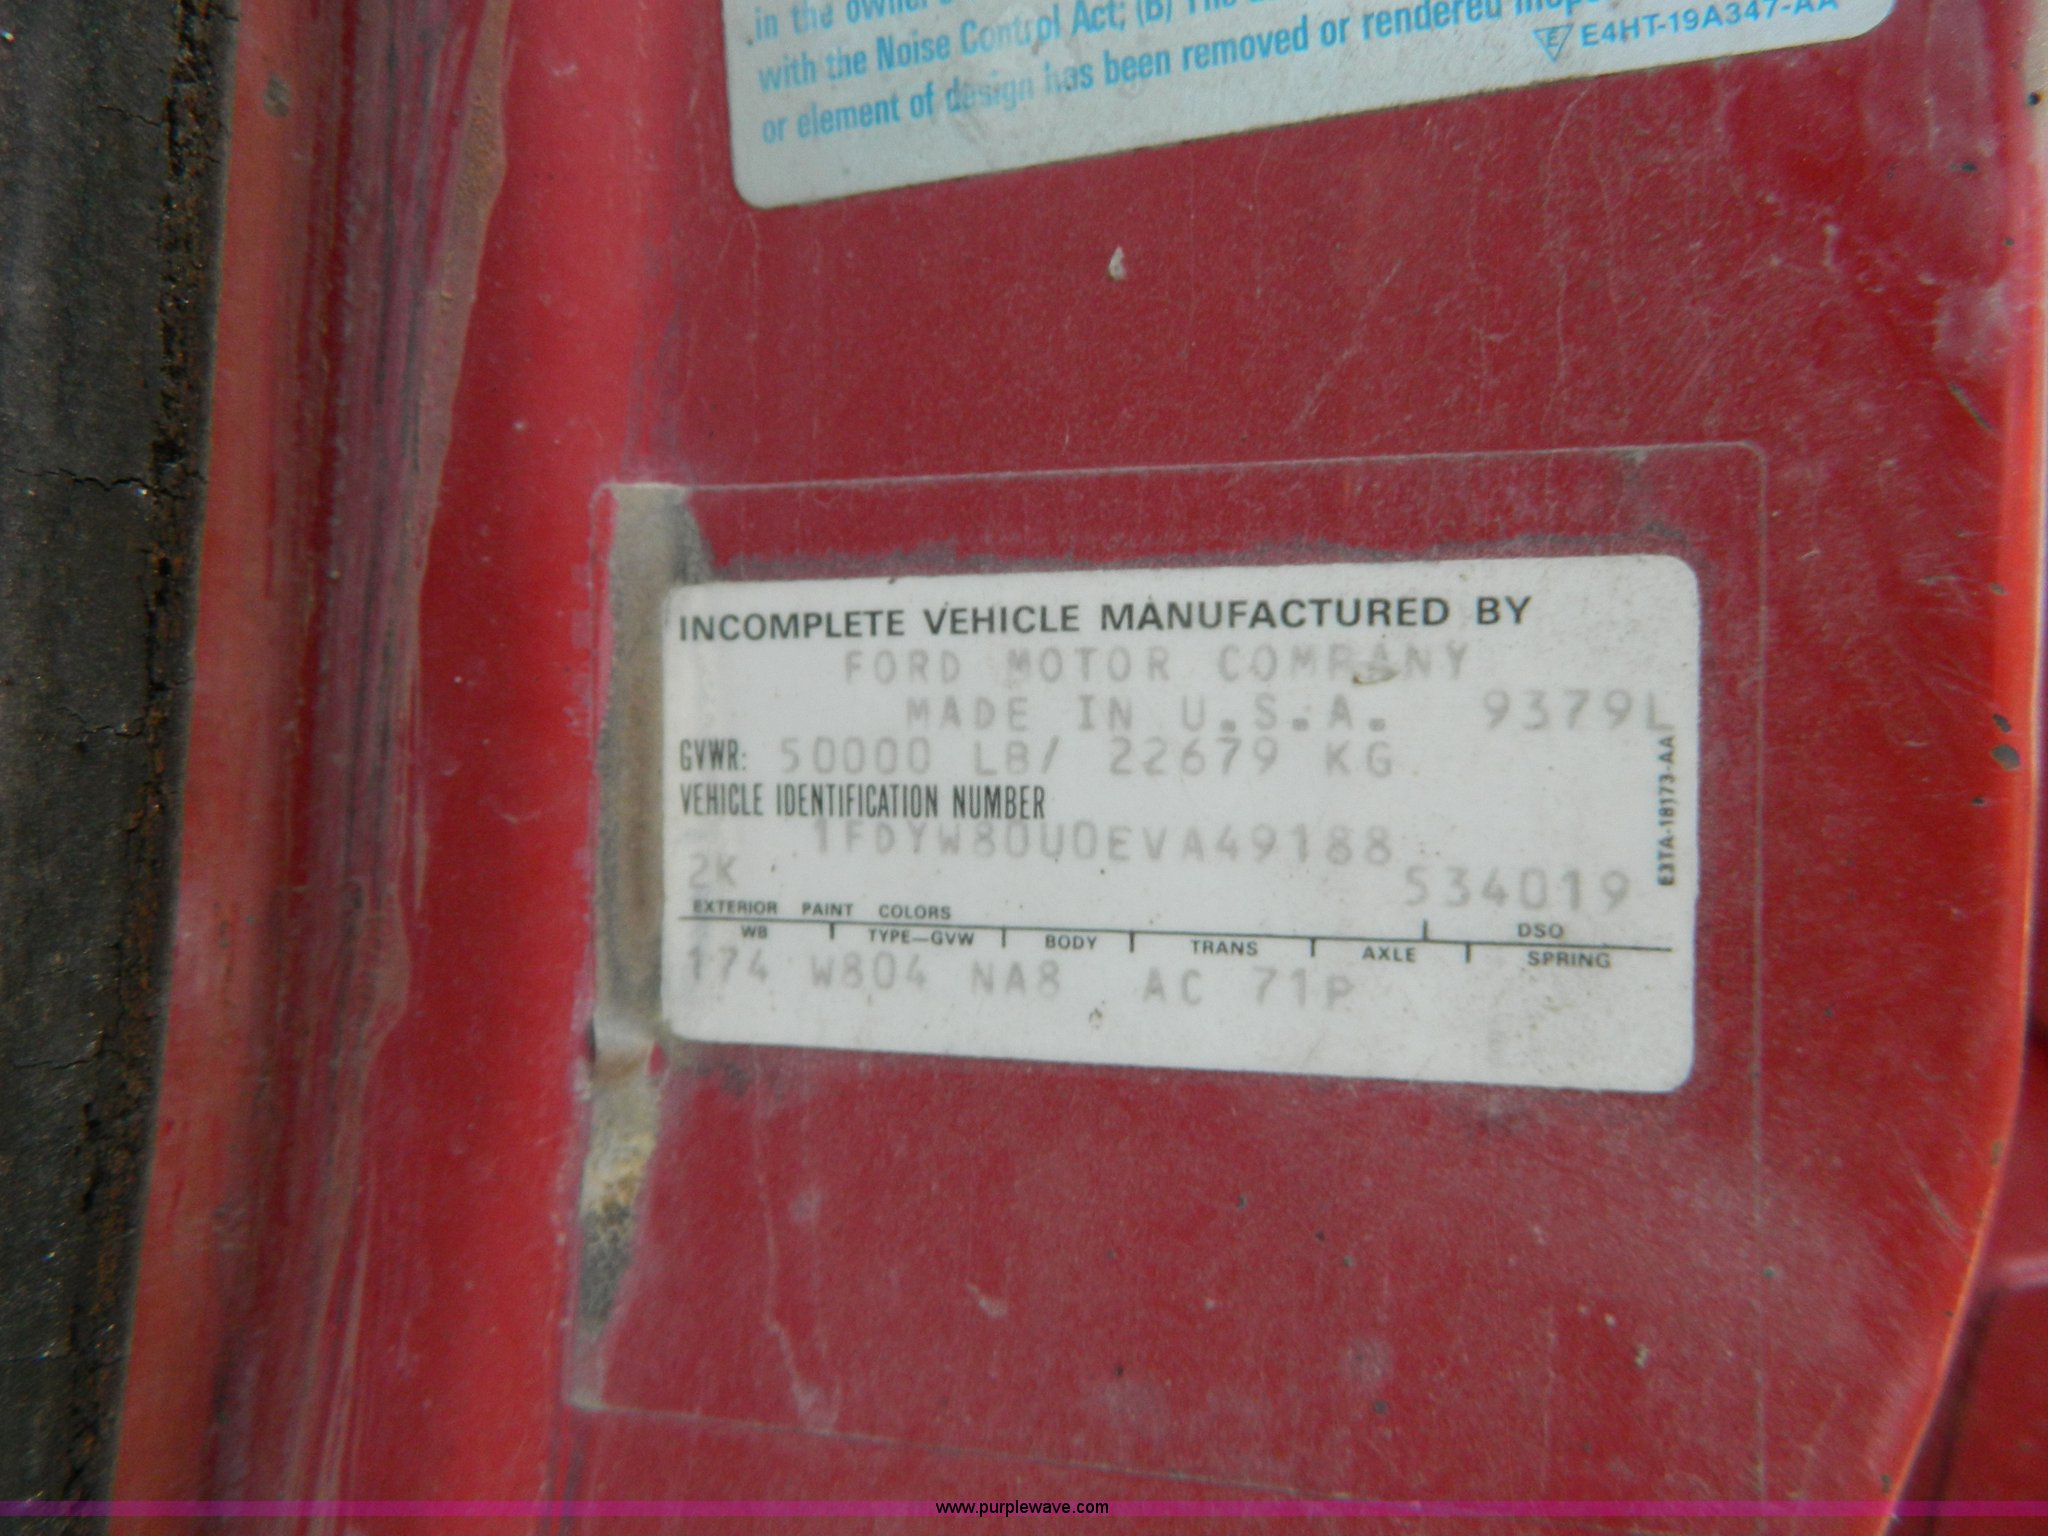 in the owner's
with the Noise Control Act; (B) The
or element of design has been removed or rendered
E E4HT-19A347-AA
INCOMPLETE VEHICLE MANUFACTURED BY
FORD MOTOR COMPANY
MADE IN U.S.A. 9379L
GVWR: 50000 LB/ 22679 KG
VEHICLE IDENTIFICATION NUMBER
1FDYW80U0EVA49188
E3TA-18173-AA
2K 534019
EXTERIOR PAINT COLORS DSO
WB TYPE—GVW BODY TRANS AXLE SPRING
174 W804 NA8 AC 71P
www.purplewave.com